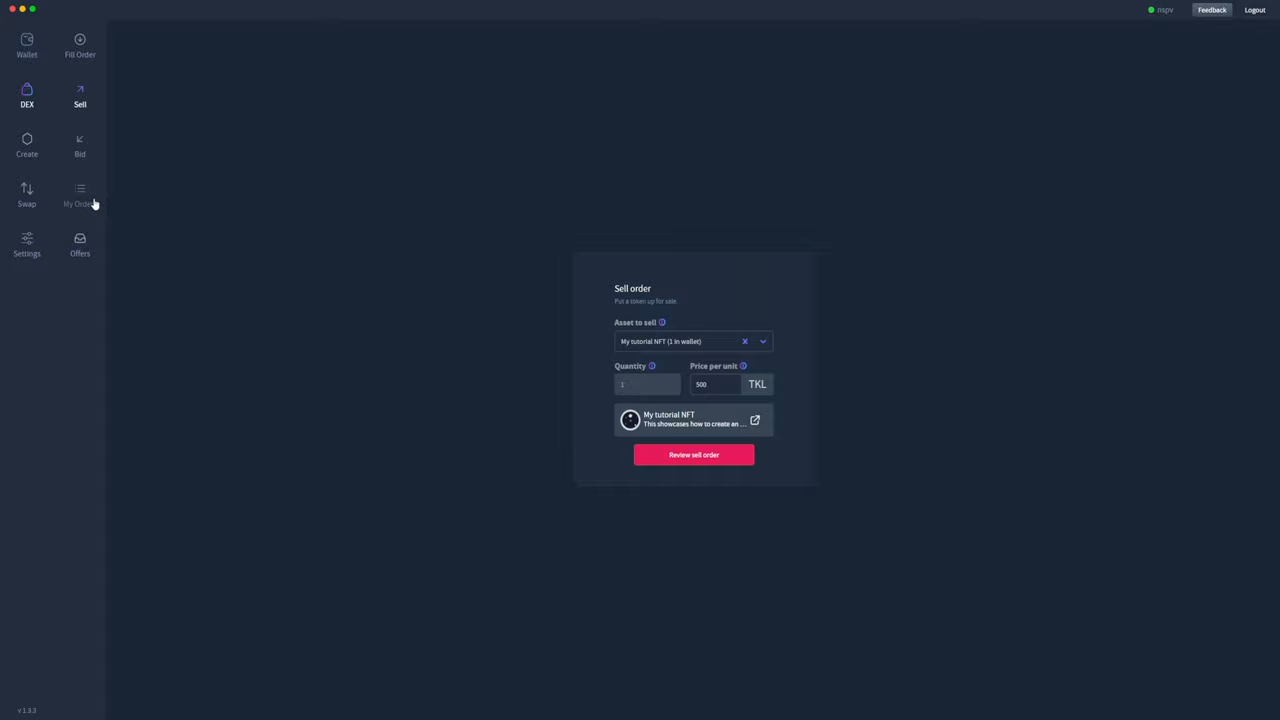 nspv
Feedback
Logout
Wallet
Fill Order
DEX
Sell
Create
Bid
Swap
My
Settings
Offers
Sell order
Put a token up for sale.
Asset to sell
My tutorial NFT (1 in wallet)
Quantity
Price per unit
1
500
TKL
My tutorial NFT
This showcases how to create an ...
Review sell order
v 1.3.3